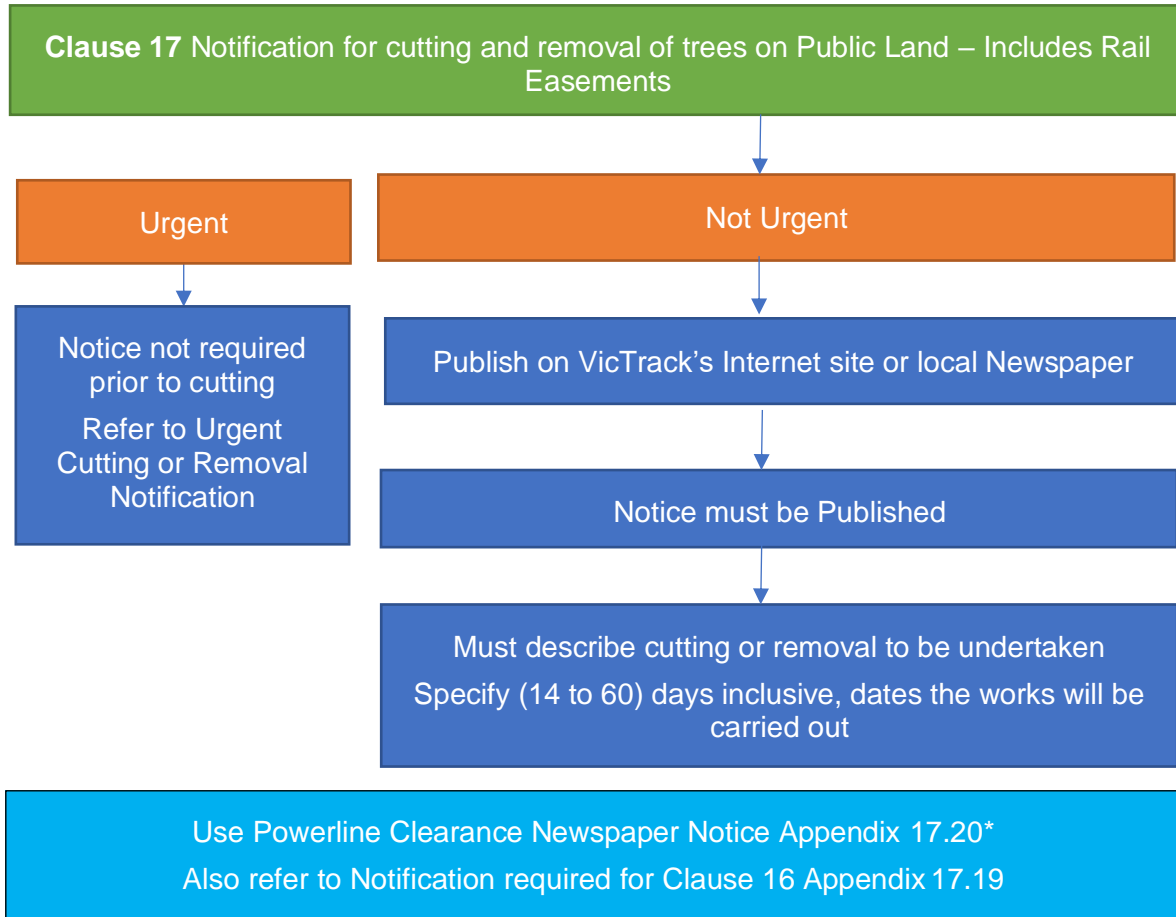 Clause 17 Notification for cutting and removal of trees on Public Land – Includes Rail
Easements
Urgent
Not Urgent
Notice not required
prior to cutting
Refer to Urgent
Cutting or Removal
Notification
Publish on VicTrack’s Internet site or local Newspaper
Notice must be Published
Must describe cutting or removal to be undertaken
Specify (14 to 60) days inclusive, dates the works will be
carried out
Use Powerline Clearance Newspaper Notice Appendix 17.20*
Also refer to Notification required for Clause 16 Appendix 17.19